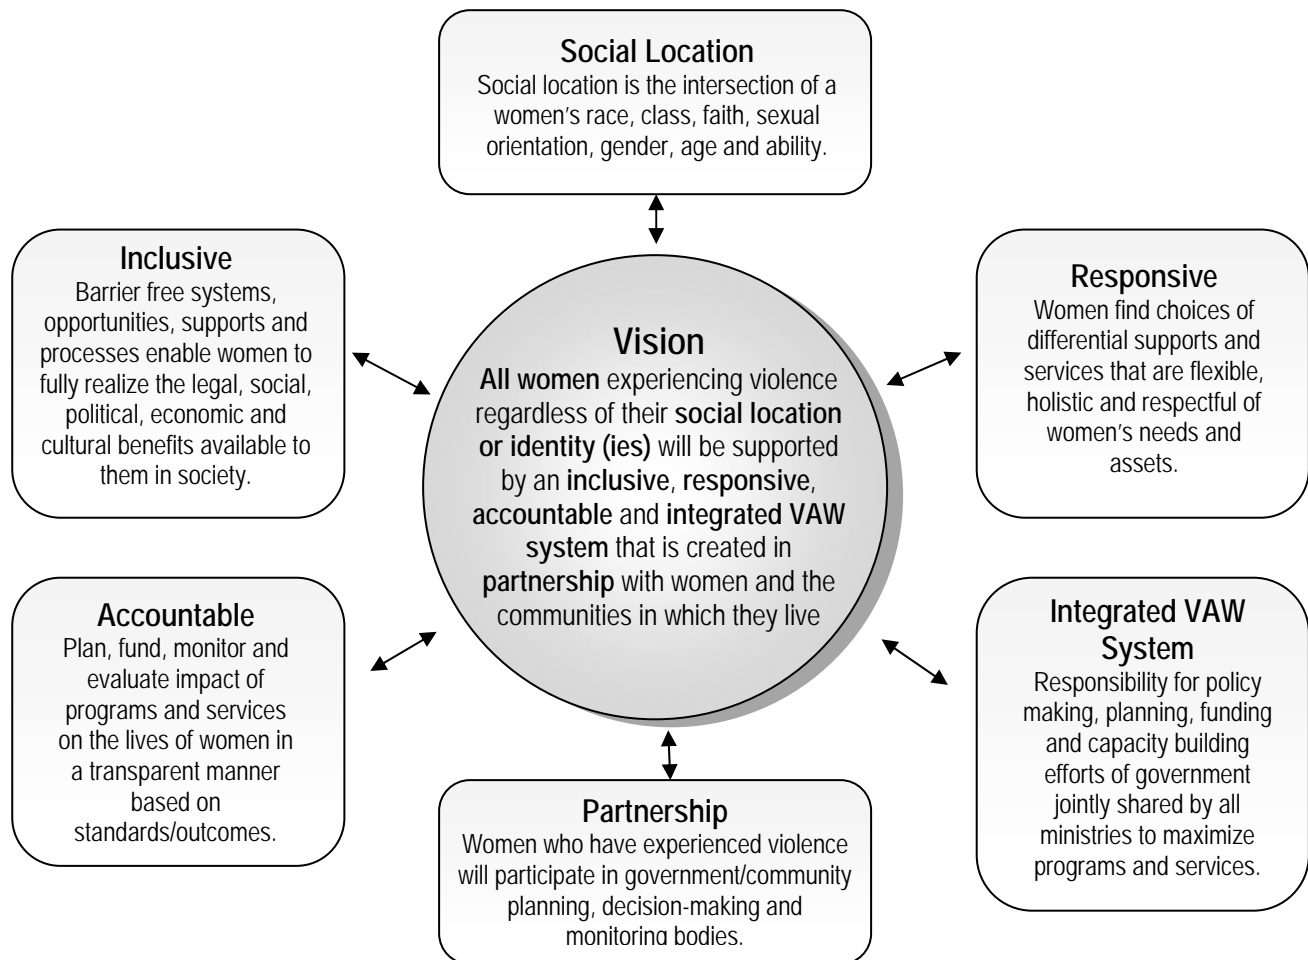 Social Location
Social location is the intersection of a
women's race, class, faith, sexual
orientation, gender, age and ability.
Inclusive
Barrier free systems,
opportunities, supports and
processes enable women to
fully realize the legal, social,
political, economic and
cultural benefits available to
them in society.
Vision
All women experiencing violence
regardless of their social location
or identity (ies) will be supported
by an inclusive, responsive,
accountable and integrated VAW
system that is created in
partnership with women and the
communities in which they live
Responsive
Women find choices of
differential supports and
services that are flexible,
holistic and respectful of
women's needs and
assets.
Accountable
Plan, fund, monitor and
evaluate impact of
programs and services
on the lives of women in
a transparent manner
based on
standards/outcomes.
Partnership
Women who have experienced violence
will participate in government/community
planning, decision-making and
monitoring bodies.
Integrated VAW
System
Responsibility for policy
making, planning, funding
and capacity building
efforts of government
jointly shared by all
ministries to maximize
programs and services.